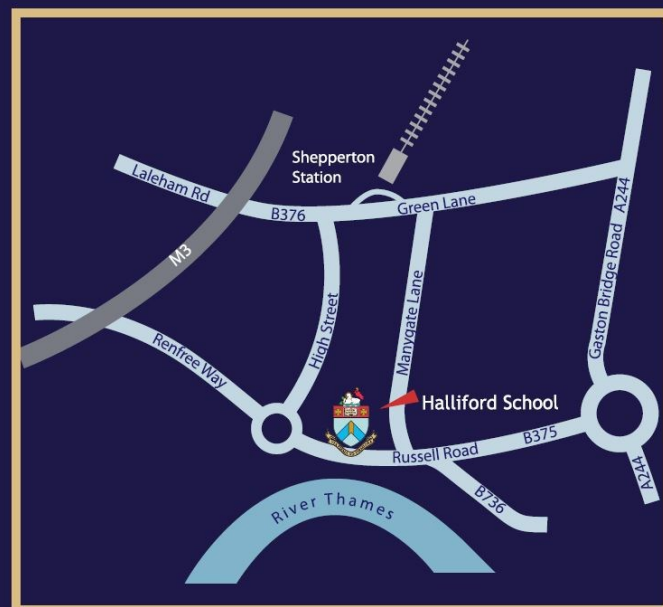 Shepperton
Station
Laleham Rd
B376
Green Lane
A244
M3
High Street
Manygate Lane
Gaston Bridge Road
Renfree Way
Halliford School
Russell Road
B375
A244
B736
River Thames